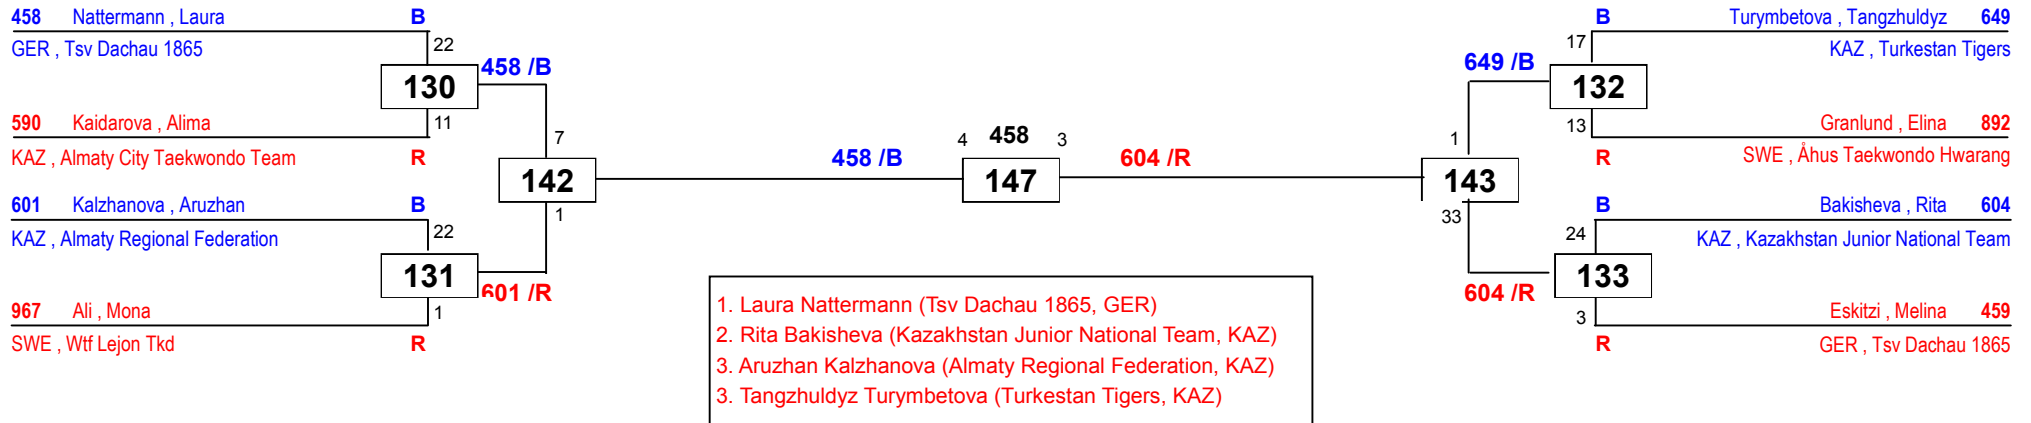 458 Nattermann , Laura B
GER , Tsv Dachau 1865
22
130
458 /B
11
590 Kaidarova , Alima
KAZ , Almaty City Taekwondo Team R
7
142
1
601 Kalzhanova , Aruzhan B
KAZ , Almaty Regional Federation
22
131
601 /R
1
967 Ali , Mona
SWE , Wtf Lejon Tkd R
458 /B
4 458 3
147
604 /R
B Turymbetova , Tangzhuldyz 649
KAZ , Turkestan Tigers
17
649 /B
132
13
Granlund , Elina 892
R SWE , Åhus Taekwondo Hwarang
1
143
33
B Bakisheva , Rita 604
KAZ , Kazakhstan Junior National Team
24
133
604 /R
3
Eskitzi , Melina 459
R GER , Tsv Dachau 1865
1. Laura Nattermann (Tsv Dachau 1865, GER)
2. Rita Bakisheva (Kazakhstan Junior National Team, KAZ)
3. Aruzhan Kalzhanova (Almaty Regional Federation, KAZ)
3. Tangzhuldyz Turymbetova (Turkestan Tigers, KAZ)